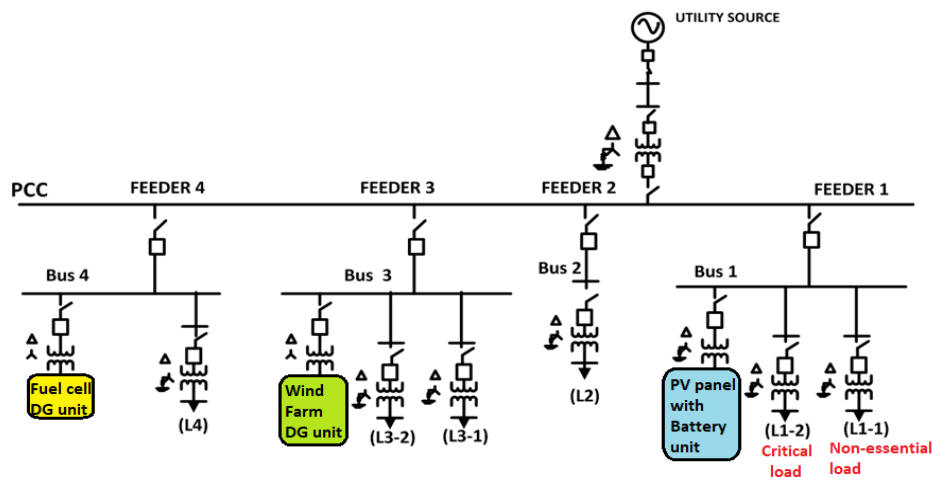 UTILITY SOURCE
PCC
FEEDER 4
FEEDER 3
FEEDER 2
FEEDER 1
Bus 4
Bus 3
Bus 2
Bus 1
Fuel cell
DG unit
(L4)
Wind
Farm
DG unit
(L3-2)
(L3-1)
(L2)
PV panel
with
Battery
unit
(L1-2)
Critical
load
(L1-1)
Non-essential
load